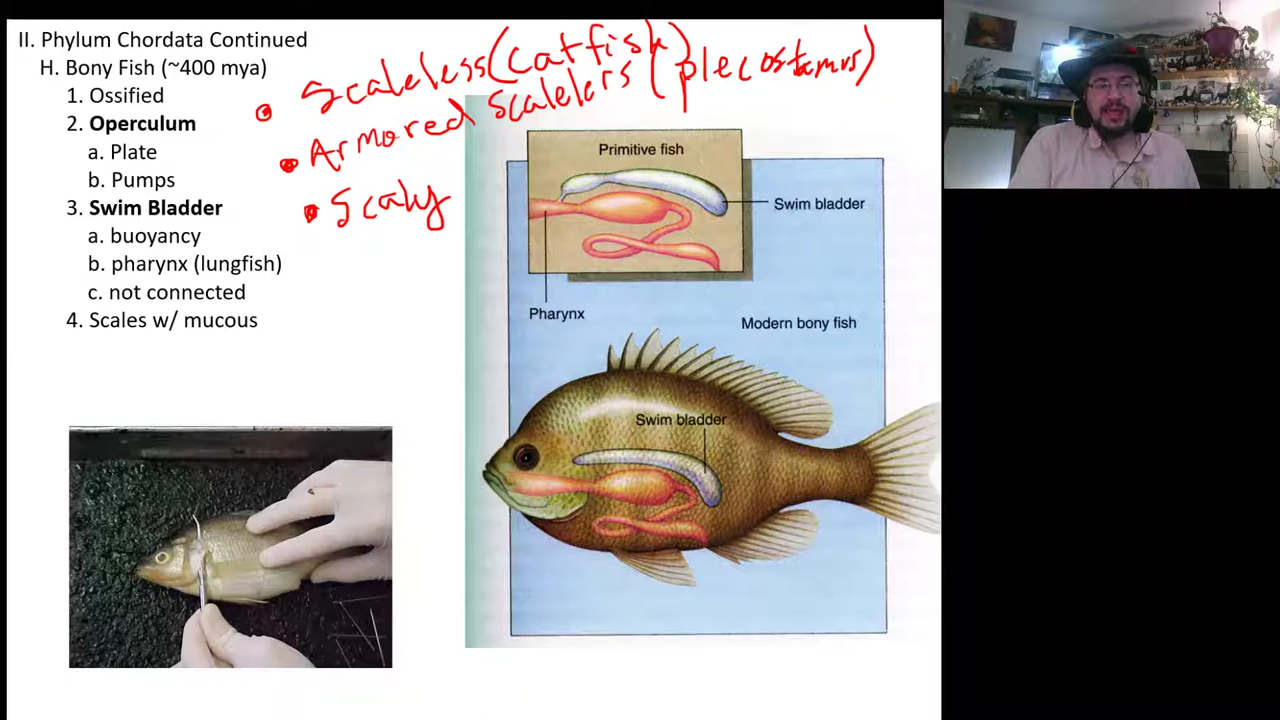 II. Phylum Chordata Continued
H. Bony Fish (~400 mya)
1. Ossified
2. Operculum
a. Plate
b. Pumps
3. Swim Bladder
a. buoyancy
b. pharynx (lungfish)
c. not connected
4. Scales w/ mucous
• Scaleless (catfish)
• Armored scalelers (plecostemus)
• Scaly
Primitive fish
Swim bladder
Pharynx
Modern bony fish
Swim bladder